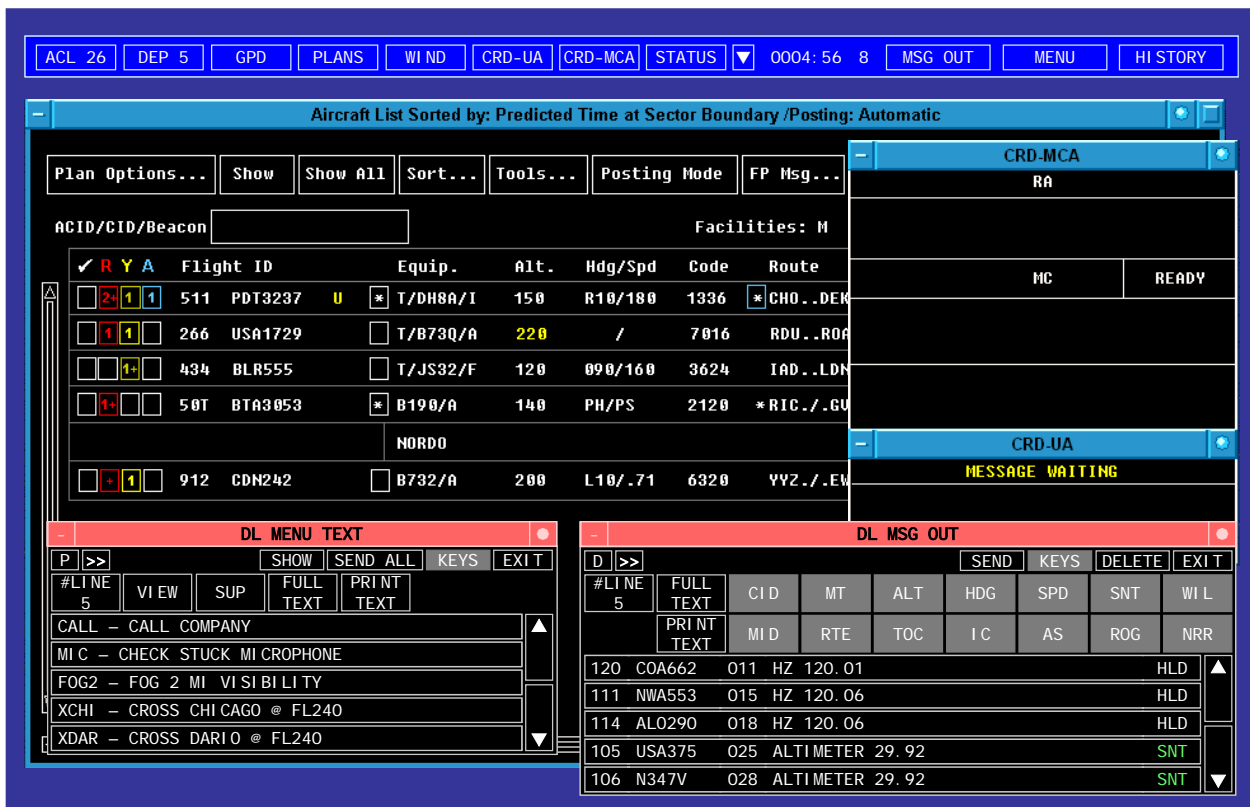 ACL 26 DEP 5 GPD PLANS WIND CRD-UA CRD-MCA STATUS ▼ 0004:56 8 MSG OUT MENU HISTORY
Aircraft List Sorted by: Predicted Time at Sector Boundary /Posting: Automatic
Plan Options... Show Show All Sort... Tools... Posting Mode FP Msg...
ACID/CID/Beacon Facilities: M
✓ R Y A Flight ID Equip. Alt. Hdg/Spd Code Route
2+ 1 1 511 PDT3237 U * T/DH8A/I 150 R10/180 1336 * CHO..DEK
1 1 266 USA1729 T/B73Q/A 220 / 7016 RDU..ROA
1+ 434 BLR555 T/JS32/F 120 090/160 3624 IAD..LDN
1+ 50T BTA3053 * B190/A 140 PH/PS 2120 *RIC./.GV
NORDO
+ 1 912 CDN242 B732/A 200 L10/.71 6320 YYZ./.EW
CRD-MCA
RA
MC READY
CRD-UA
MESSAGE WAITING
DL MENU TEXT
P >> SHOW SEND ALL KEYS EXIT
#LINE 5 VIEW SUP FULL TEXT PRINT TEXT
CALL – CALL COMPANY
MIC – CHECK STUCK MICROPHONE
FOG2 – FOG 2 MI VISIBILITY
XCHI – CROSS CHICAGO @ FL240
XDAR – CROSS DARIO @ FL240
DL MSG OUT
D >> SEND KEYS DELETE EXIT
#LINE 5 FULL TEXT CID MT ALT HDG SPD SNT WIL
PRINT TEXT MID RTE TOC IC AS ROG NRR
120 COA662 011 HZ 120.01 HLD
111 NWA553 015 HZ 120.06 HLD
114 AL0290 018 HZ 120.06 HLD
105 USA375 025 ALTIMETER 29.92 SNT
106 N347V 028 ALTIMETER 29.92 SNT